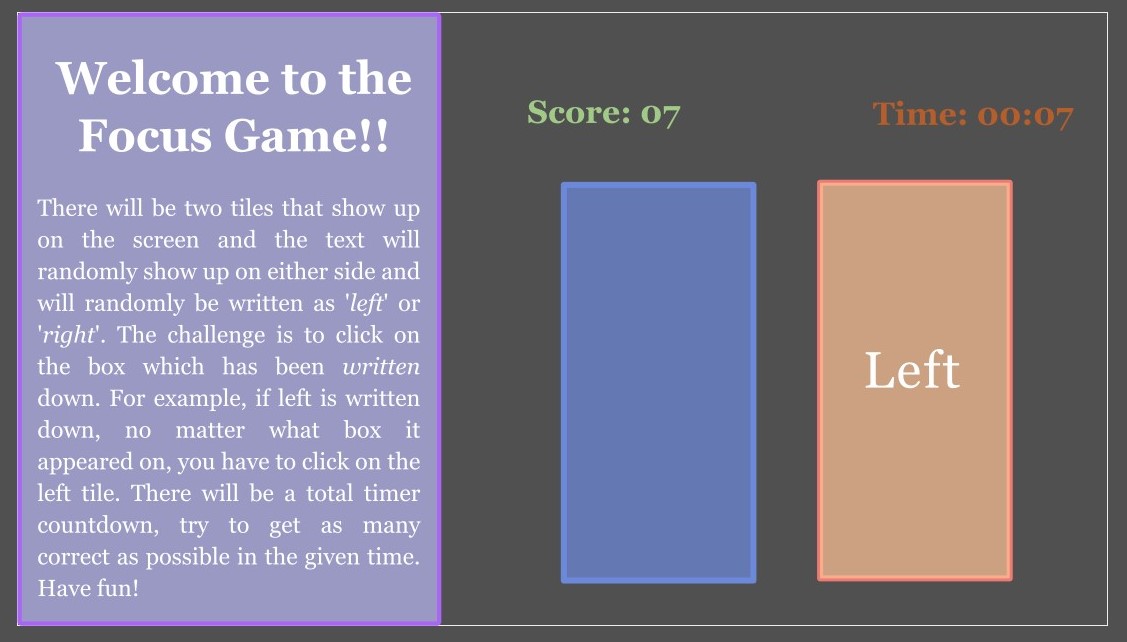 Welcome to the
Focus Game!!
There will be two tiles that show up
on the screen and the text will
randomly show up on either side and
will randomly be written as 'left' or
'right'. The challenge is to click on
the box which has been written
down. For example, if left is written
down, no matter what box it
appeared on, you have to click on the
left tile. There will be a total timer
countdown, try to get as many
correct as possible in the given time.
Have fun!
Score: 07
Time: 00:07
Left